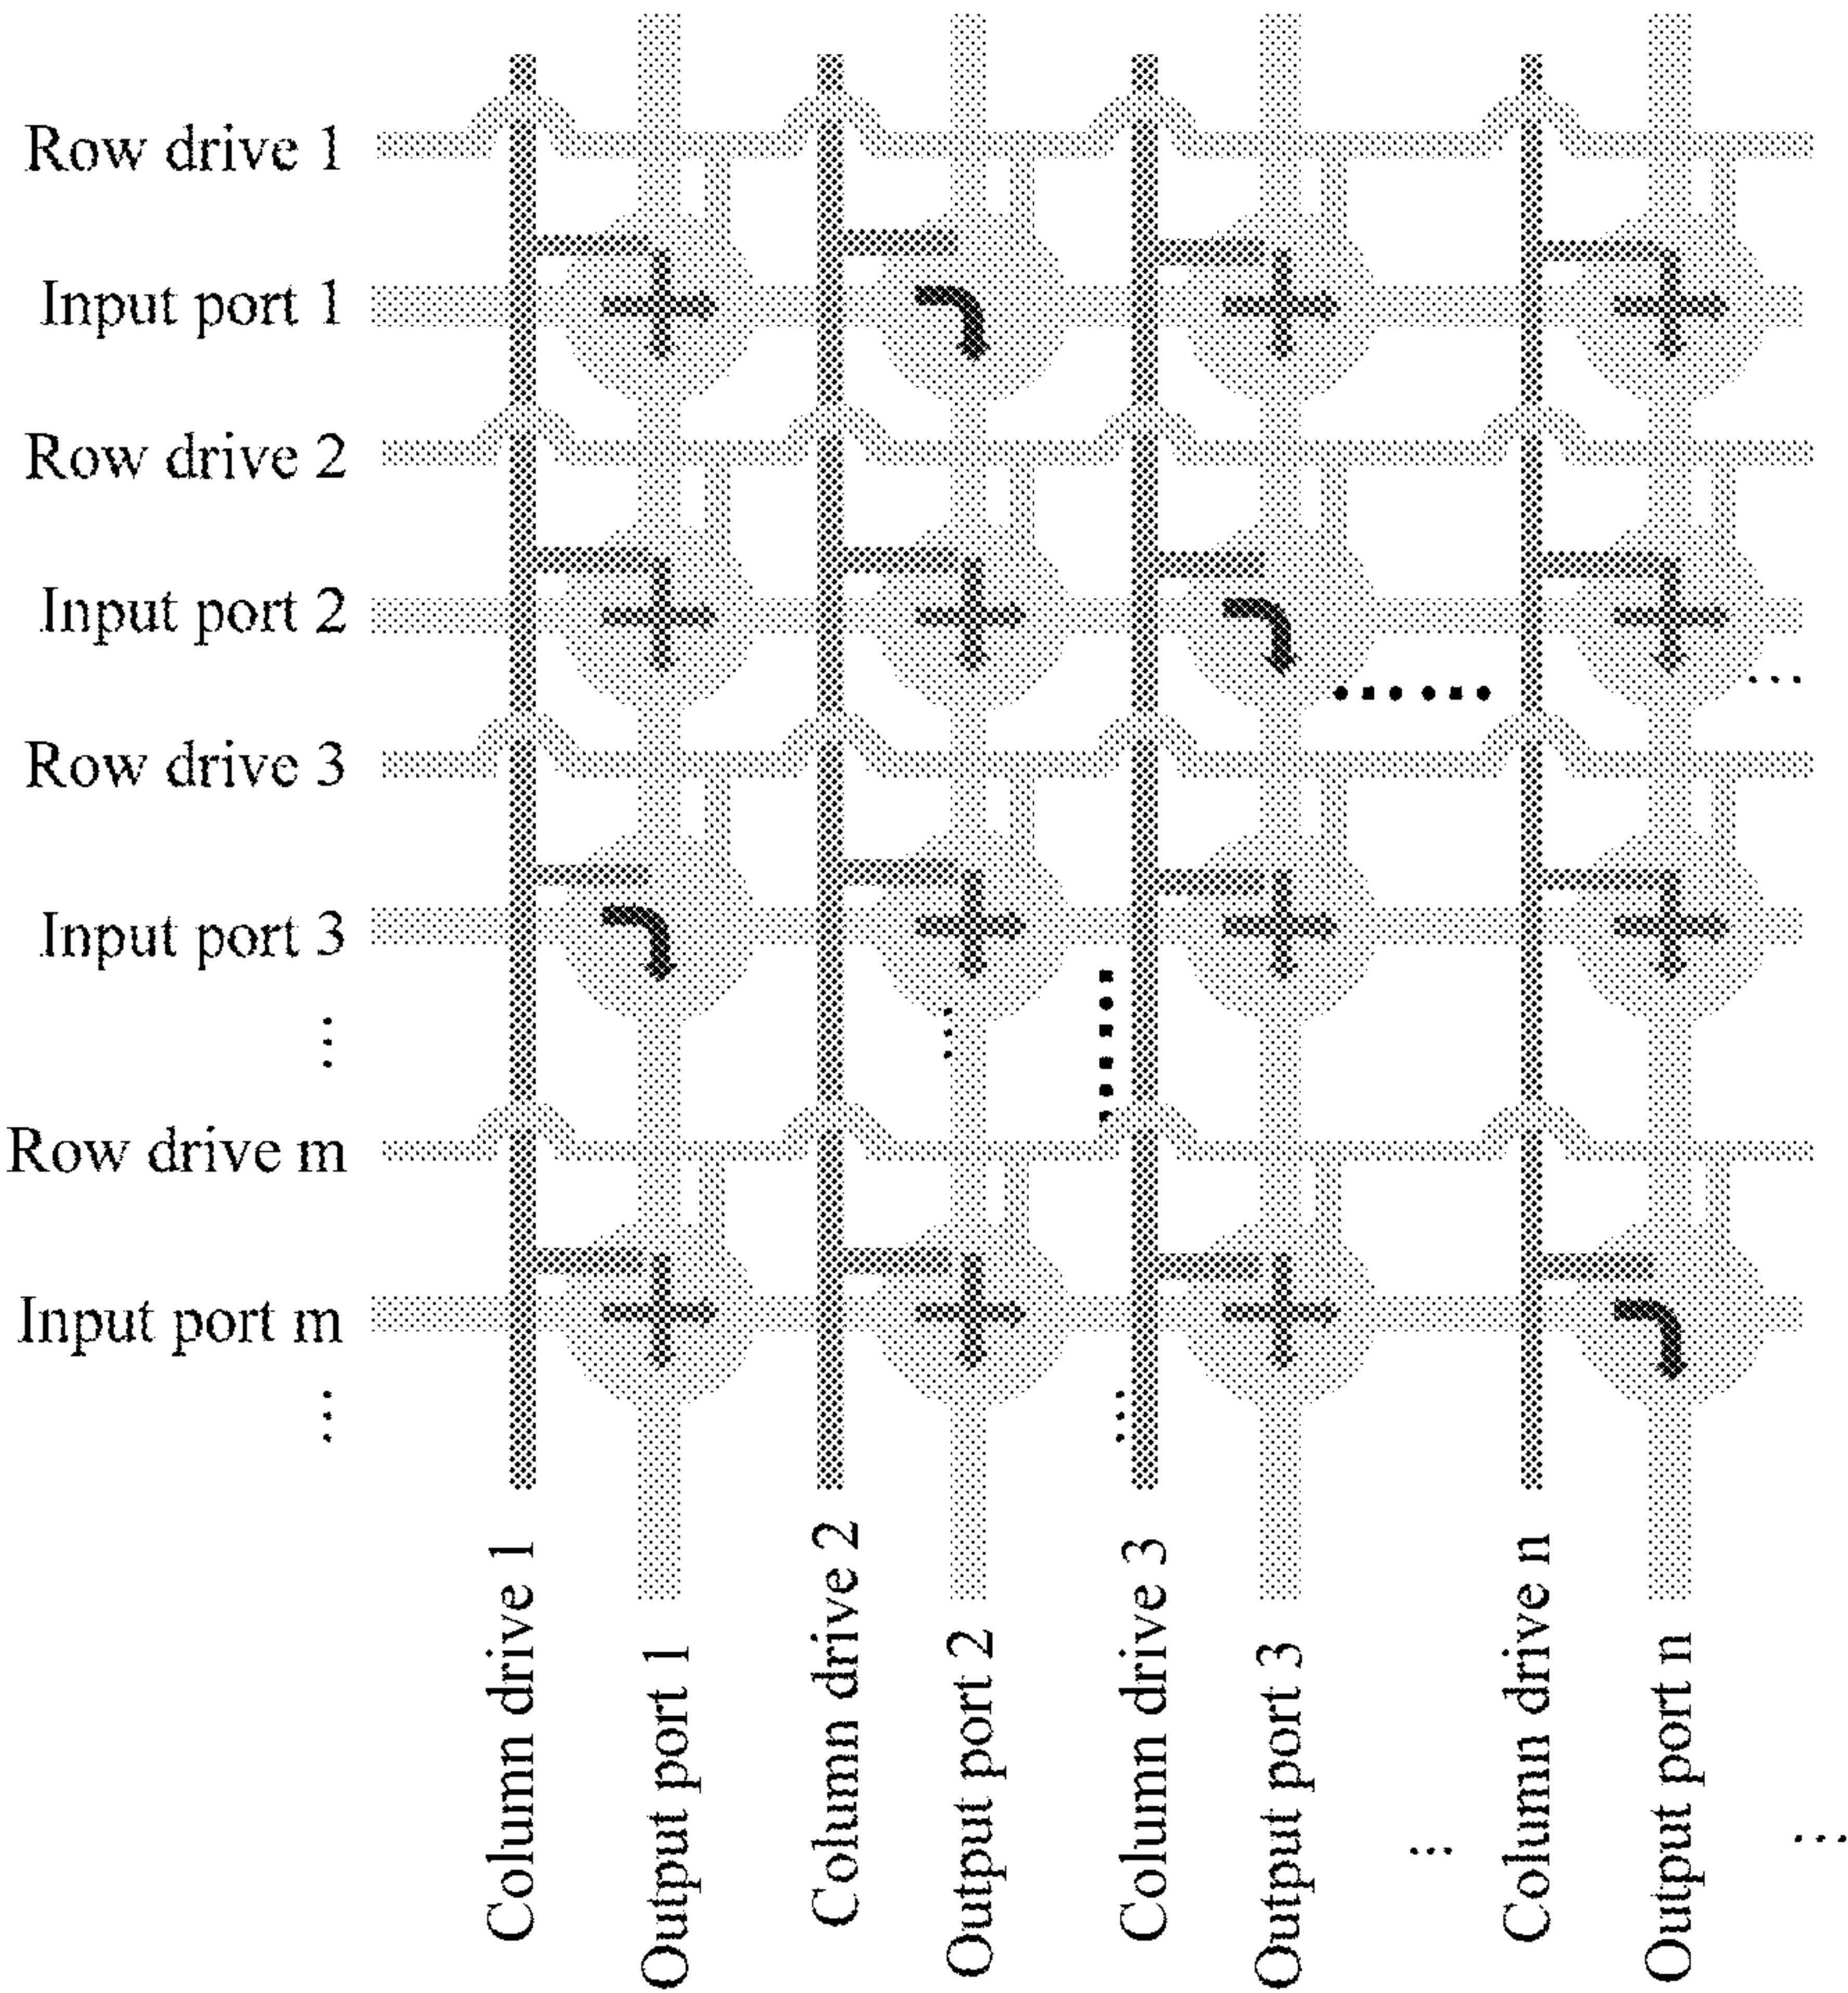 Row drive 1
Input port 1
Row drive 2
Input port 2
Row drive 3
Input port 3
Row drive m
Input port m
Column drive 1
Output port 1
Column drive 2
Output port 2
Column drive 3
Output port 3
Column drive n
Output port n